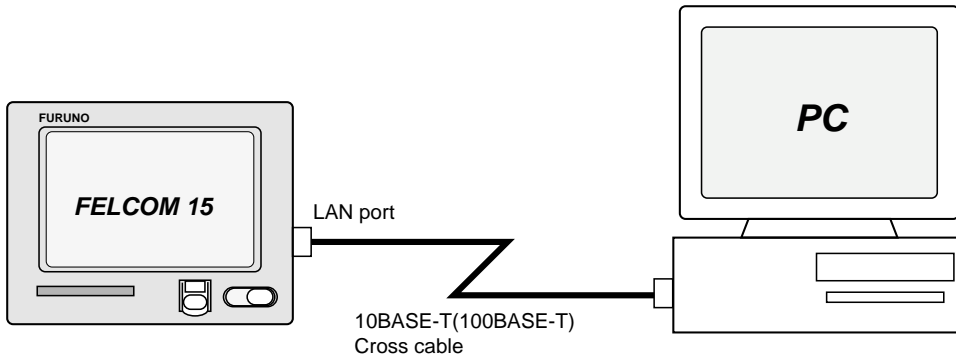 FURUNO
FELCOM 15
PC
LAN port
10BASE-T(100BASE-T)
Cross cable